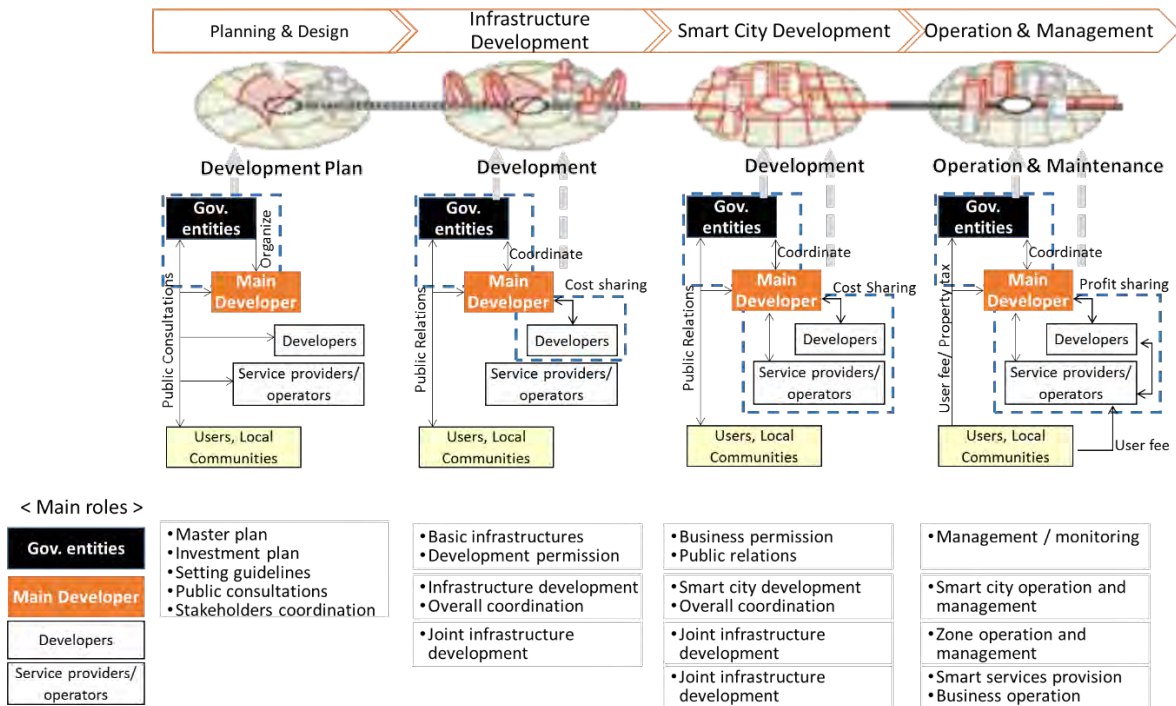 Planning & Design
Infrastructure
Development
Smart City Development
Operation & Management
Development Plan
Development
Development
Operation & Maintenance
Gov.
entities
Organize
Main
Developer
Public Consultations
Developers
Service providers/
operators
Users, Local
Communities
Gov.
entities
Coordinate
Main
Developer
Cost sharing
Public Relations
Developers
Service providers/
operators
Users, Local
Communities
Gov.
entities
Coordinate
Main
Developer
Cost Sharing
Public Relations
Developers
Service providers/
operators
Users, Local
Communities
Gov.
entities
Coordinate
Main
Developer
Profit sharing
User fee/ Property tax
Developers
Service providers/
operators
Users, Local
Communities
User fee
< Main roles >
Gov. entities
Main Developer
Developers
Service providers/
operators
•Master plan
•Investment plan
•Setting guidelines
•Public consultations
•Stakeholders coordination
•Basic infrastructures
•Development permission
•Infrastructure development
•Overall coordination
•Joint infrastructure
development
•Business permission
•Public relations
•Smart city development
•Overall coordination
•Joint infrastructure
development
•Joint infrastructure
development
•Management / monitoring
•Smart city operation and
management
•Zone operation and
management
•Smart services provision
•Business operation